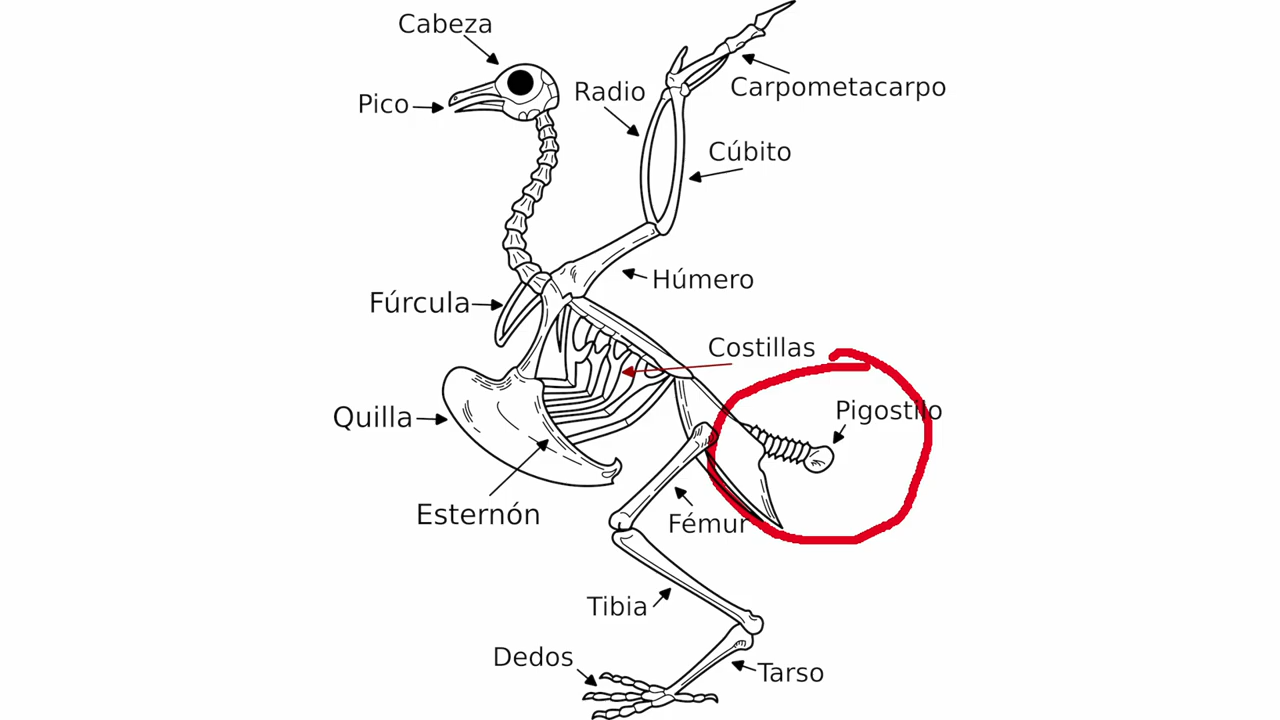 Cabeza
Pico
Radio
Carpometacarpo
Cúbito
Húmero
Fúrcula
Costillas
Quilla
Pigostilo
Esternón
Fémur
Tibia
Dedos
Tarso